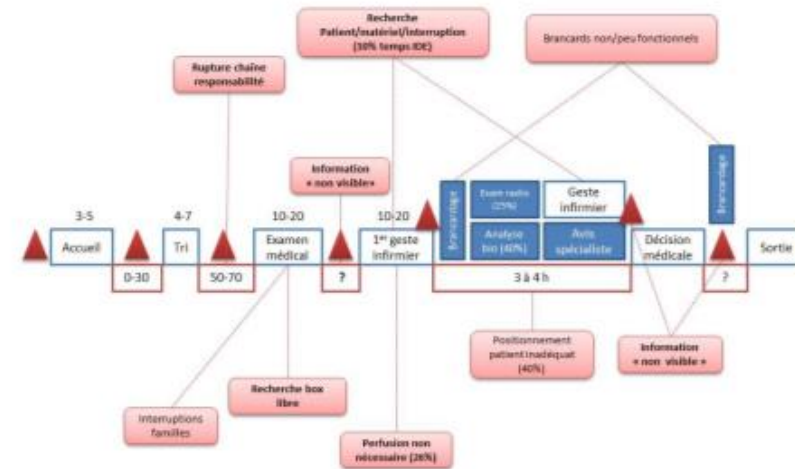 Recherche
Patient/matériel/interruption
(10% temps IDE)
Brancards non/peu fonctionnels
Rupture chaîne
responsabilité
Information
« non visible»
Brancardage
3-5
4-7
10-20
10-20
Brancardage
Exam radio
(25%)
Geste
infirmier
Accueil
Tri
Examen
médical
1er geste
infirmier
Analyse
bio (40%)
Avis
spécialiste
Décision
médicale
Sortie
0-30
50-70
?
3 à 4 h
?
Positionnement
patient inadéquat
(40%)
Information
« non visible »
Recherche box
libre
Interruptions
familles
Perfusion non
nécessaire (26%)